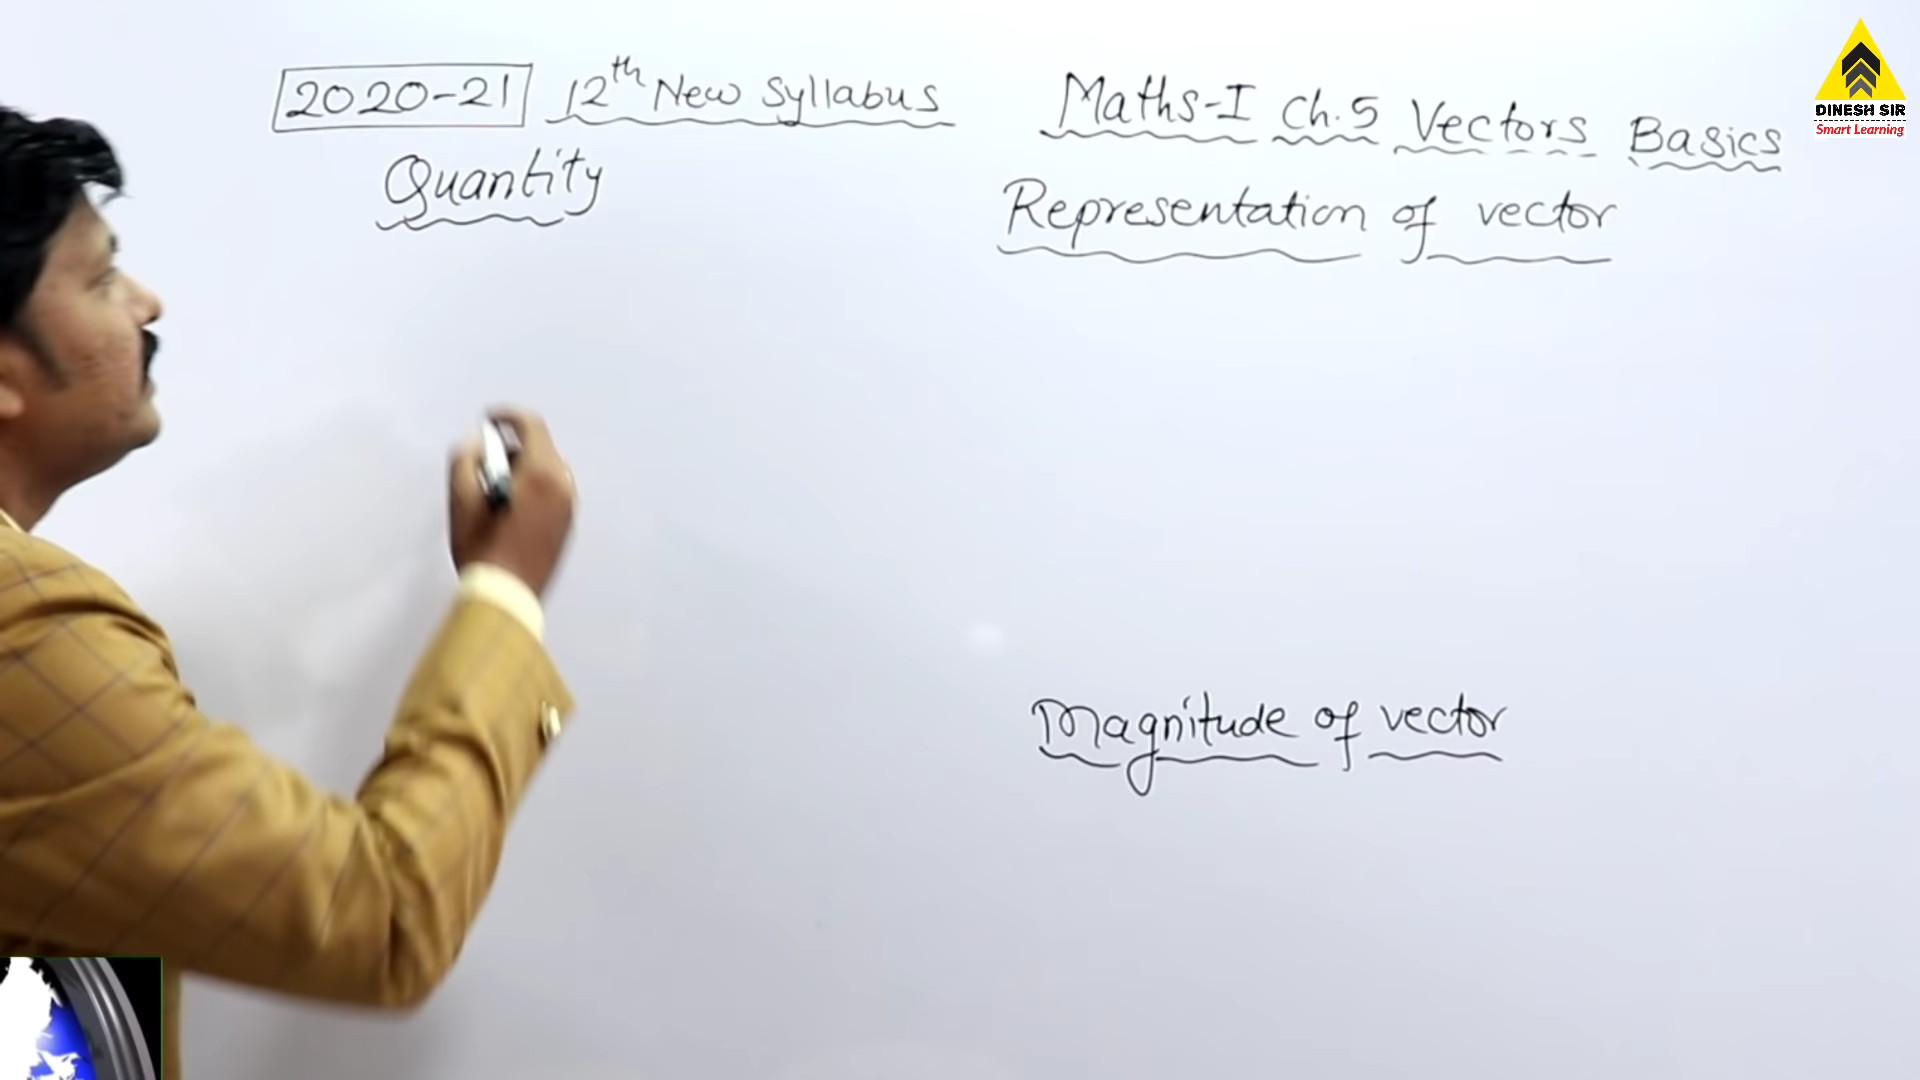 2020-21 12th New Syllabus
Maths-I Ch.5 Vectors Basics
Quantity
Representation of vector
Magnitude of vector
DINESH SIR
Smart Learning